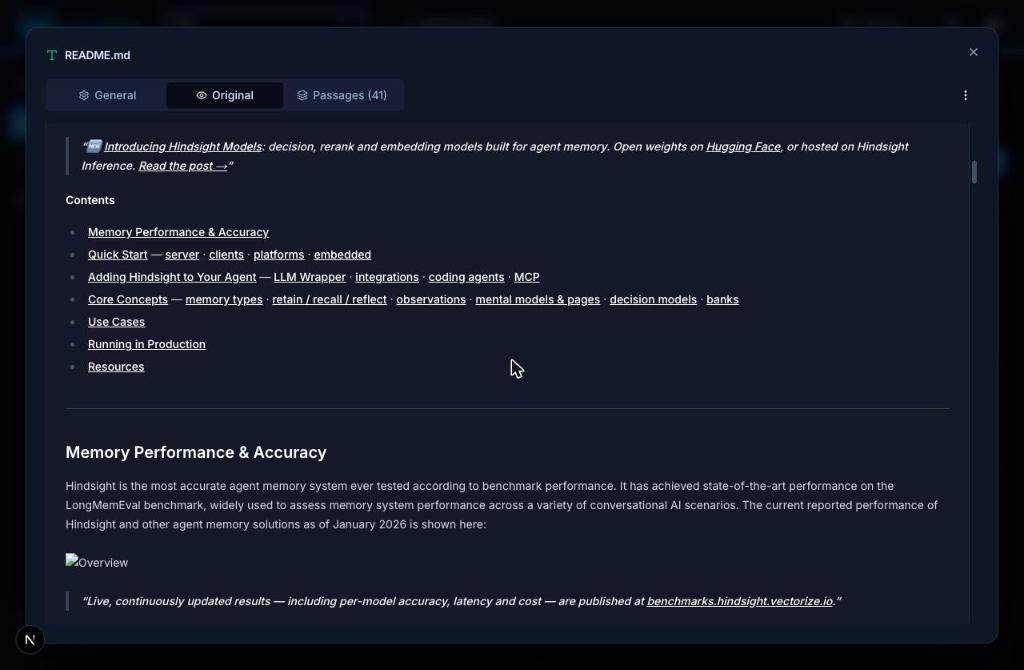 README.md
General
Original
Passages (41)
“🆕 Introducing Hindsight Models: decision, rerank and embedding models built for agent memory. Open weights on Hugging Face, or hosted on Hindsight
Inference. Read the post →”
Contents
Memory Performance & Accuracy
Quick Start — server · clients · platforms · embedded
Adding Hindsight to Your Agent — LLM Wrapper · integrations · coding agents · MCP
Core Concepts — memory types · retain / recall / reflect · observations · mental models & pages · decision models · banks
Use Cases
Running in Production
Resources
Memory Performance & Accuracy
Hindsight is the most accurate agent memory system ever tested according to benchmark performance. It has achieved state-of-the-art performance on the
LongMemEval benchmark, widely used to assess memory system performance across a variety of conversational AI scenarios. The current reported performance of
Hindsight and other agent memory solutions as of January 2026 is shown here:
Overview
“Live, continuously updated results — including per-model accuracy, latency and cost — are published at benchmarks.hindsight.vectorize.io.”
N